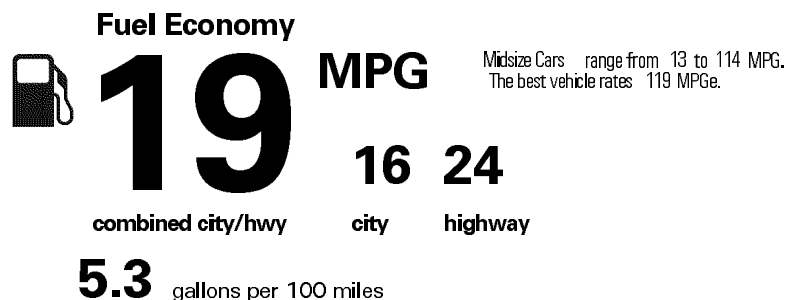 Fuel Economy
19 MPG
Midsize Cars range from 13 to 114 MPG.
The best vehicle rates 119 MPGe.
16 24
combined city/hwy city highway
5.3 gallons per 100 miles